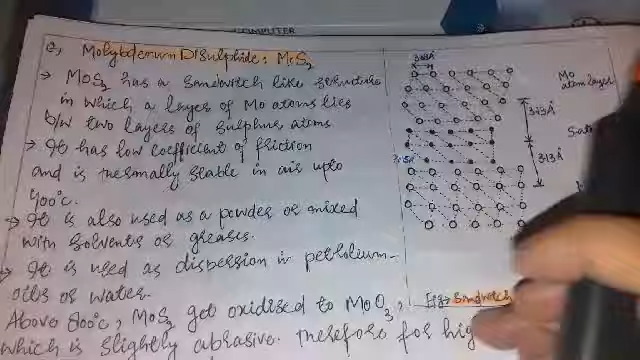 COMPUTER
Molybdenum Disulphide: MoS2
→ MoS2 has a sandwitch like structure
in which a layer of Mo atoms lies
b/w two layers of sulphur atoms
→ It has low coefficient of friction
and is thermally stable in air upto
400°c.
→ It is also used as a powder or mixed
with solvents or greases.
→ It is used as dispersion in petroleum
oils or water.
Above 800°c, MoS2 get oxidised to MoO3,
which is slightly abrasive. Therefore for hig
Mo
atom layer
3.13Å
3.13Å
Fig:- Sandwitch